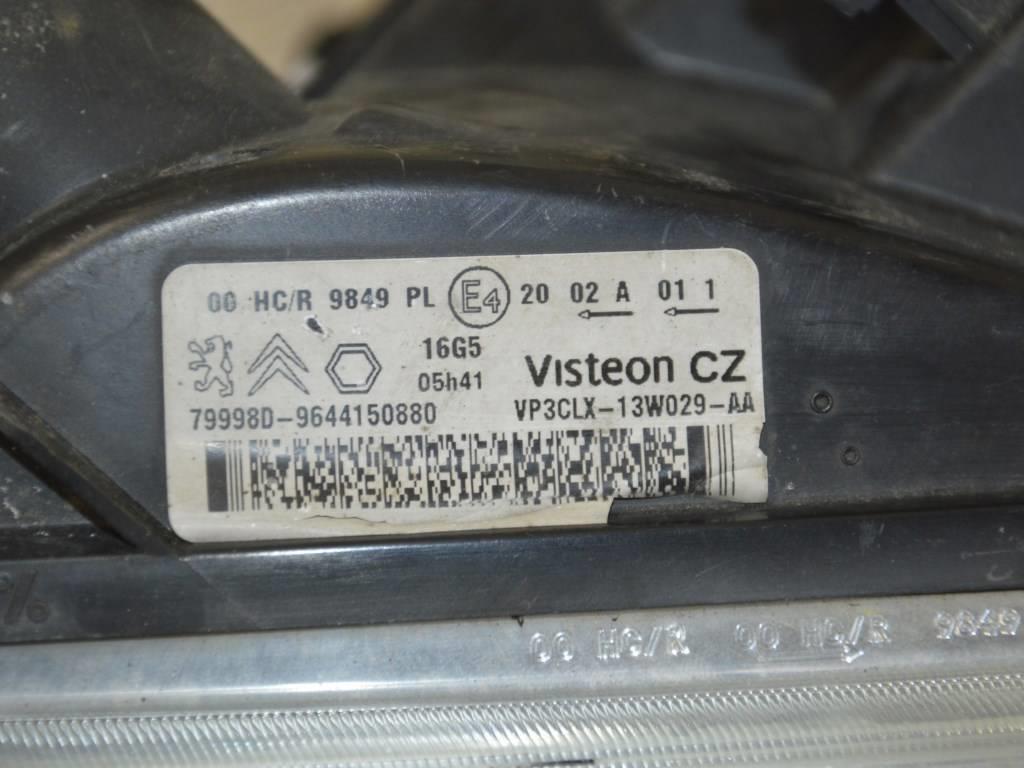 00 HC/R 9849 PL E4 20 02 A 01 1
16G5
05h41
Visteon CZ
79998D-9644150880
VP3CLX-13W029-AA
%
00 HC/R 00 HC/R 9849